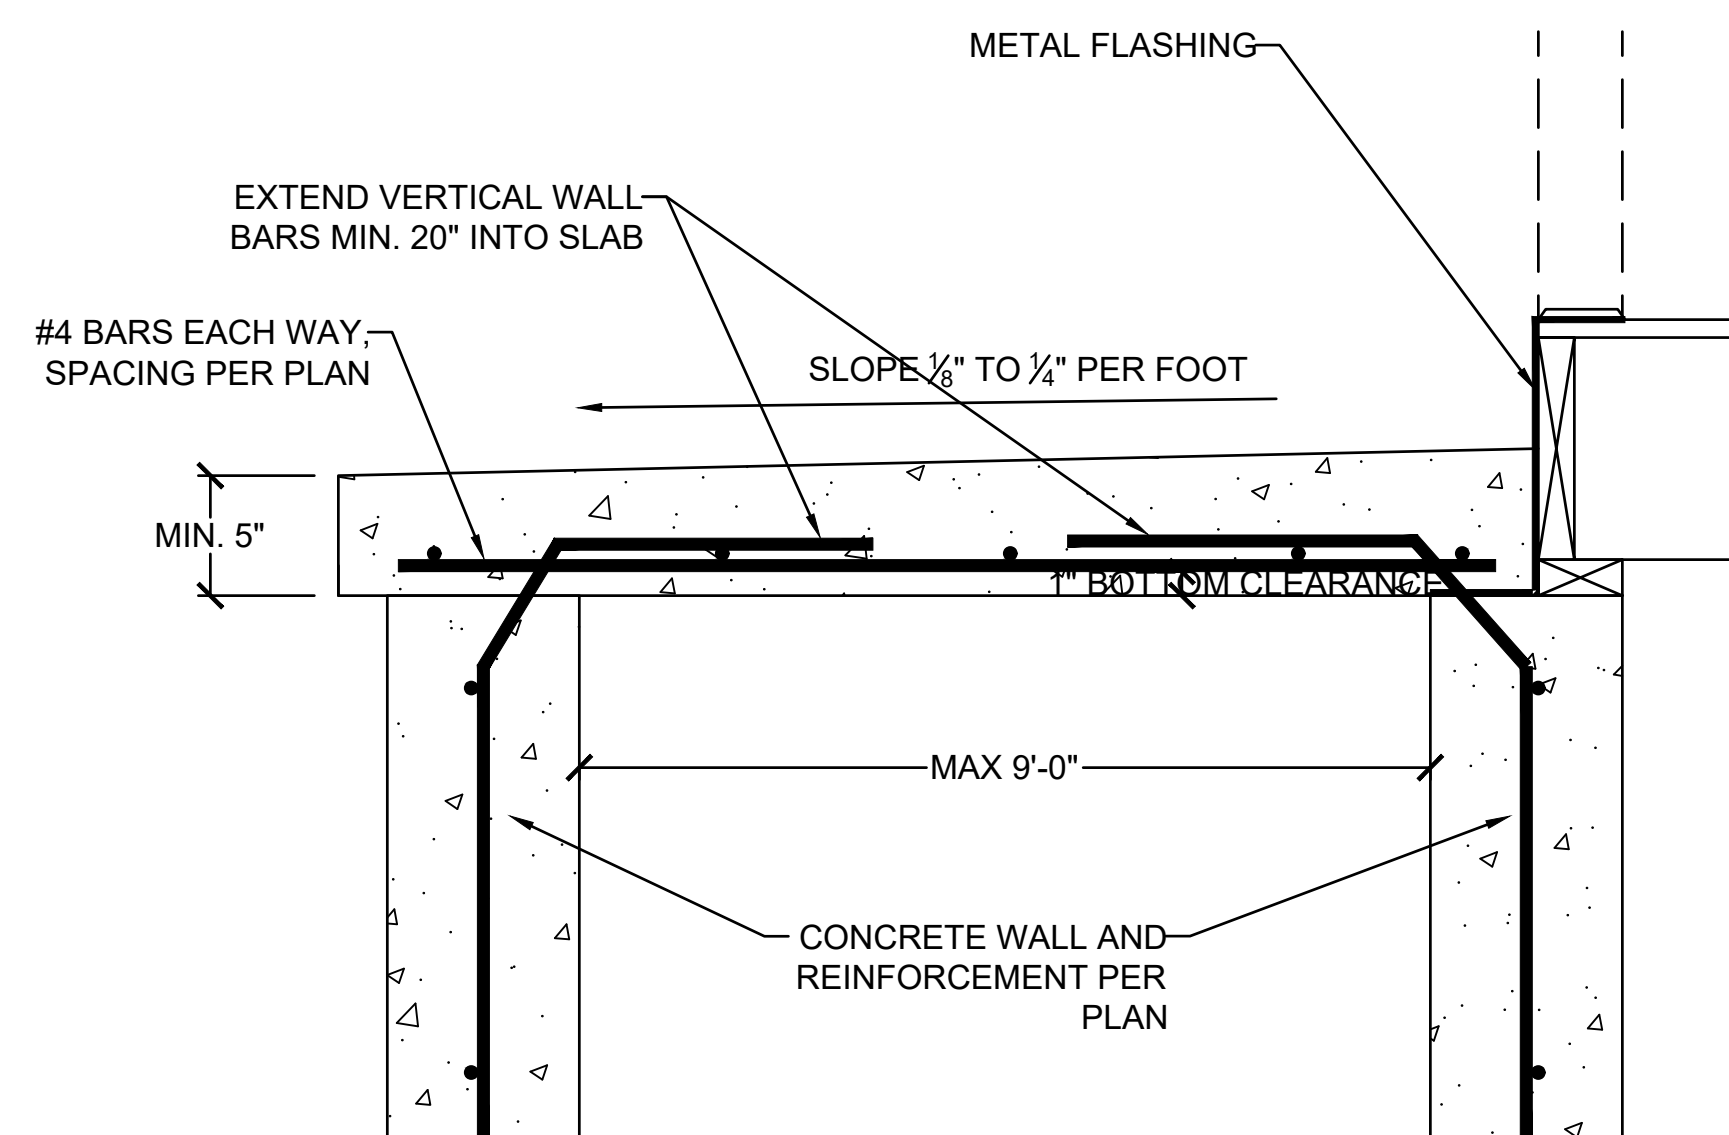 METAL FLASHING
EXTEND VERTICAL WALL
BARS MIN. 20" INTO SLAB
#4 BARS EACH WAY,
SPACING PER PLAN
SLOPE ⅛" TO ¼" PER FOOT
MIN. 5"
1" BOTTOM CLEARANCE
MAX 9'-0"
CONCRETE WALL AND
REINFORCEMENT PER
PLAN